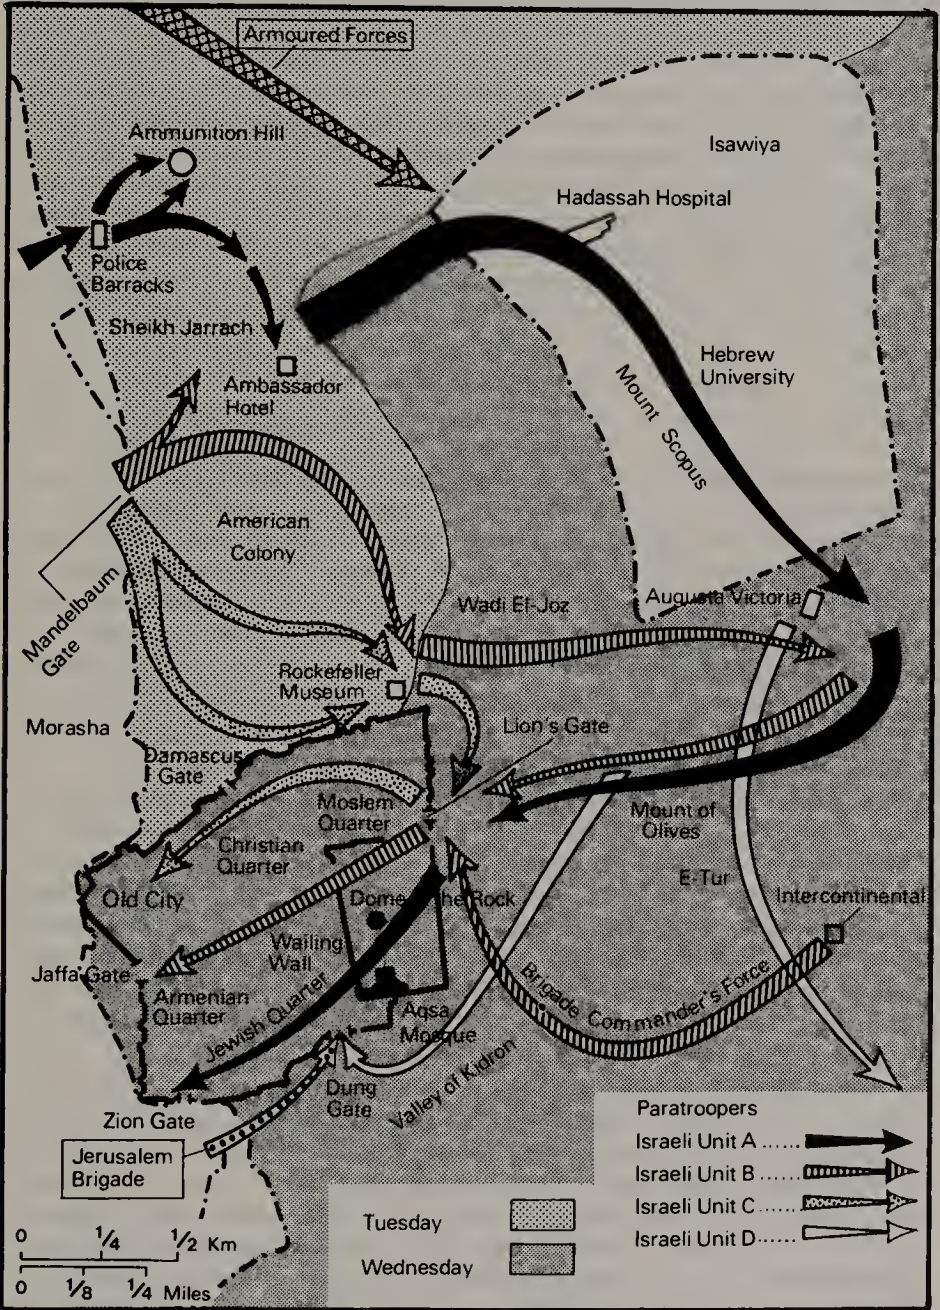 Armoured Forces
Ammunition Hill
Isawiya
Hadassah Hospital
Police
Barracks
Sheikh Jarrach
Ambassador
Hotel
Hebrew
University
Mount Scopus
American
Colony
Mandelbaum
Gate
Wadi El-Joz
Augusta Victoria
Rockefeller
Museum
Morasha
Lion's Gate
Damascus
Gate
Moslem
Quarter
Mount of
Olives
Christian
Quarter
E-Tur
Old City
Dome the Rock
Intercontinental
Wailing
Wall
Jaffa Gate
Armenian
Quarter
Jewish Quarter
Brigade Commander's Force
Aqsa
Mosque
Valley of Kidron
Dung
Gate
Zion Gate
Jerusalem
Brigade
Paratroopers
Israeli Unit A ......
Israeli Unit B ......
Israeli Unit C ......
Israeli Unit D ......
Tuesday
Wednesday
0 1/4 1/2 Km
0 1/8 1/4 Miles